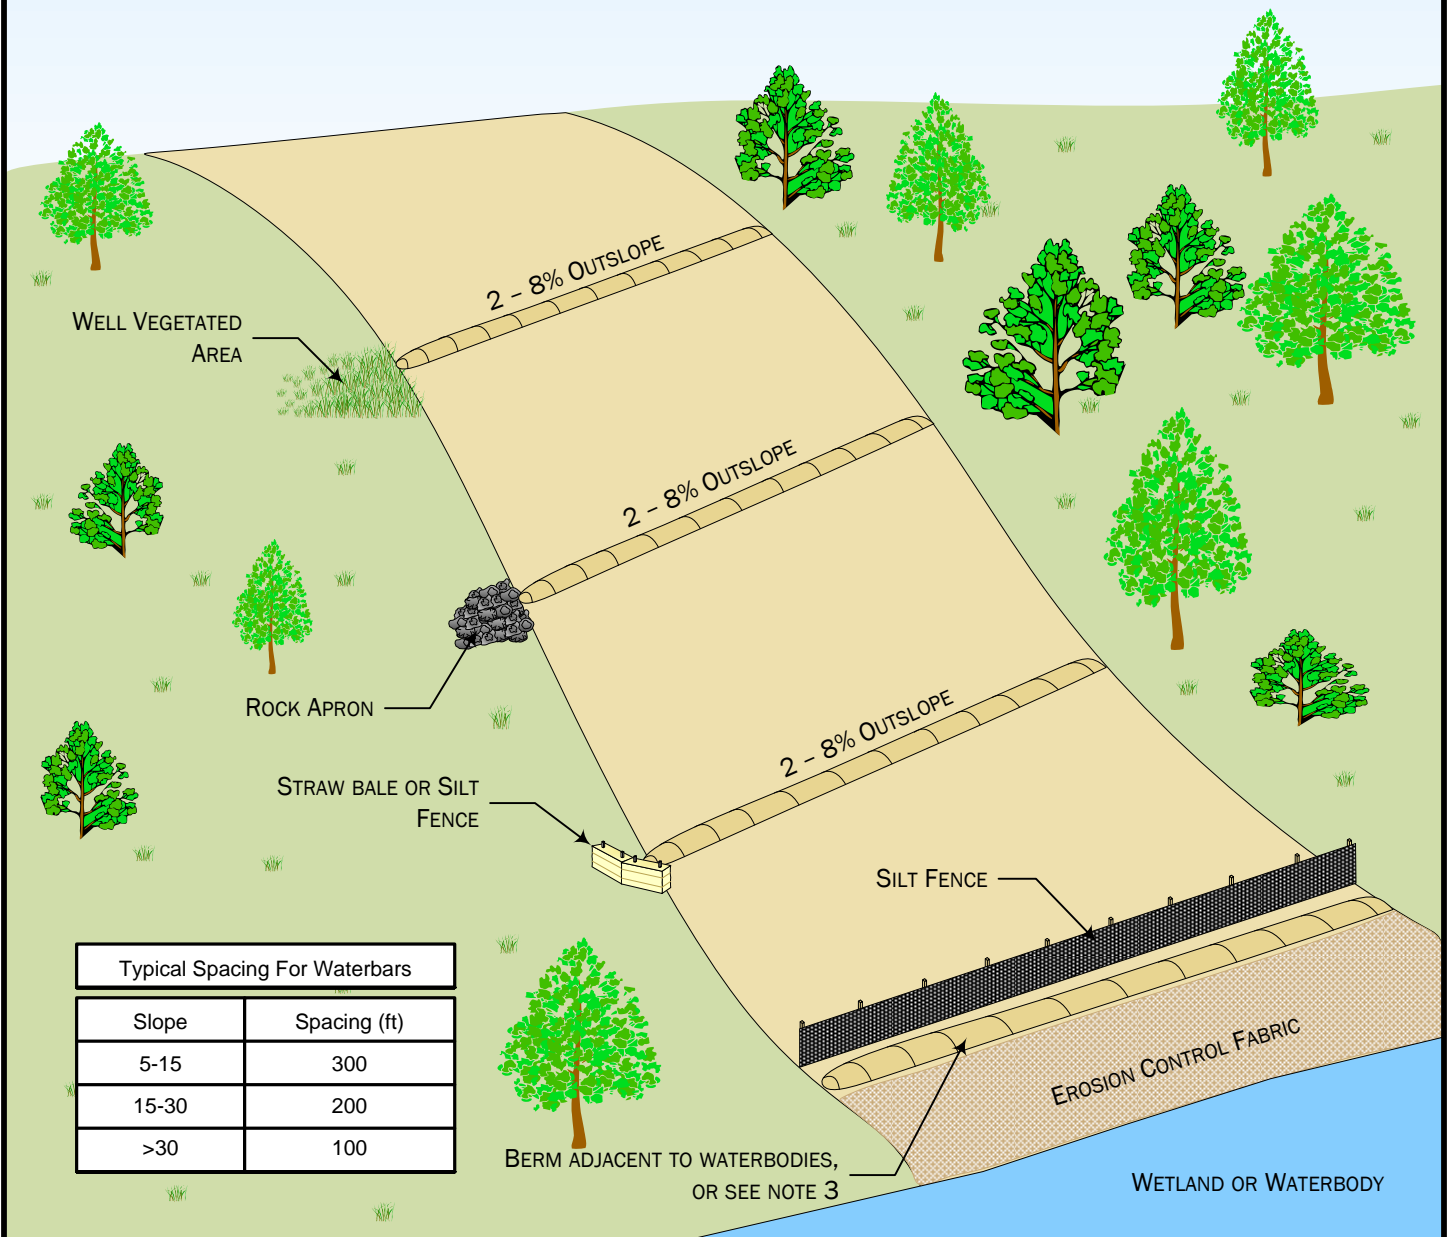 2 – 8% OUTSLOPE
WELL VEGETATED
AREA
2 – 8% OUTSLOPE
ROCK APRON
2 – 8% OUTSLOPE
STRAW BALE OR SILT
FENCE
SILT FENCE
Typical Spacing For Waterbars
Slope Spacing (ft)
5-15 300
15-30 200
>30 100
EROSION CONTROL FABRIC
BERM ADJACENT TO WATERBODIES,
OR SEE NOTE 3
WETLAND OR WATERBODY